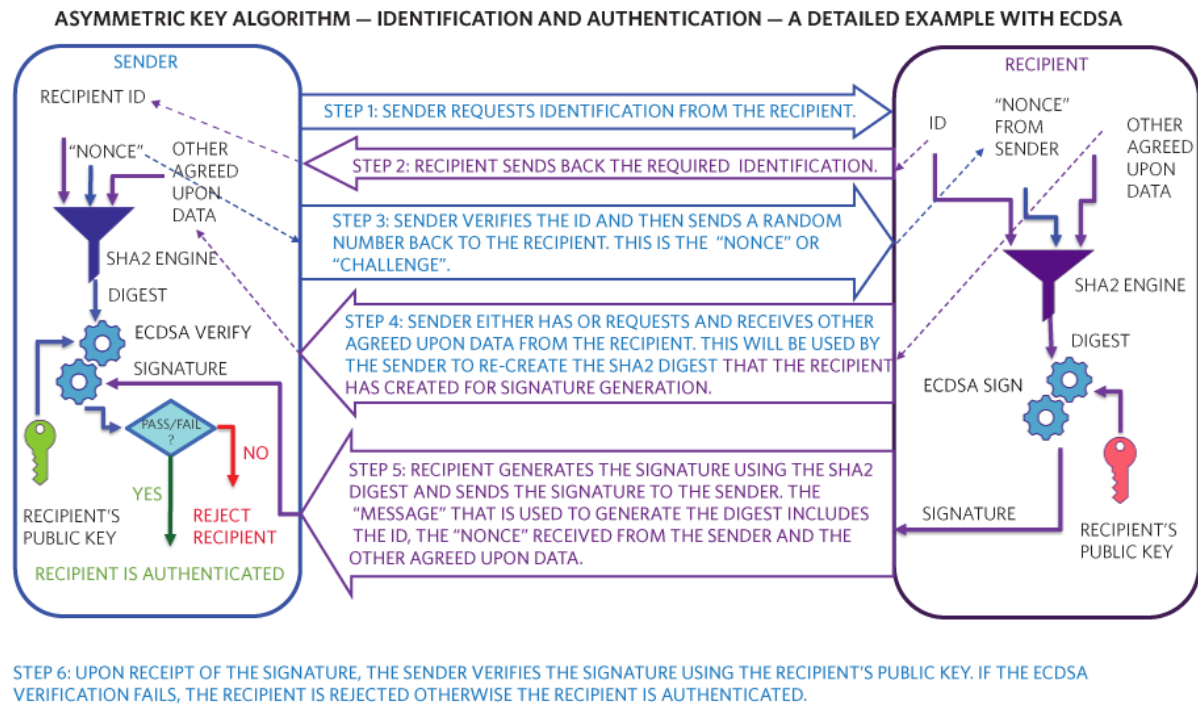 ASYMMETRIC KEY ALGORITHM — IDENTIFICATION AND AUTHENTICATION — A DETAILED EXAMPLE WITH ECDSA
SENDER
RECIPIENT ID
"NONCE"
OTHER
AGREED
UPON
DATA
SHA2 ENGINE
DIGEST
ECDSA VERIFY
SIGNATURE
PASS/FAIL
?
NO
YES
RECIPIENT'S
PUBLIC KEY
REJECT
RECIPIENT
RECIPIENT IS AUTHENTICATED
STEP 1: SENDER REQUESTS IDENTIFICATION FROM THE RECIPIENT.
STEP 2: RECIPIENT SENDS BACK THE REQUIRED IDENTIFICATION.
STEP 3: SENDER VERIFIES THE ID AND THEN SENDS A RANDOM
NUMBER BACK TO THE RECIPIENT. THIS IS THE "NONCE" OR
"CHALLENGE".
STEP 4: SENDER EITHER HAS OR REQUESTS AND RECEIVES OTHER
AGREED UPON DATA FROM THE RECIPIENT. THIS WILL BE USED BY
THE SENDER TO RE-CREATE THE SHA2 DIGEST THAT THE RECIPIENT
HAS CREATED FOR SIGNATURE GENERATION.
STEP 5: RECIPIENT GENERATES THE SIGNATURE USING THE SHA2
DIGEST AND SENDS THE SIGNATURE TO THE SENDER. THE
"MESSAGE" THAT IS USED TO GENERATE THE DIGEST INCLUDES
THE ID, THE "NONCE" RECEIVED FROM THE SENDER AND THE
OTHER AGREED UPON DATA.
RECIPIENT
ID
"NONCE"
FROM
SENDER
OTHER
AGREED
UPON
DATA
SHA2 ENGINE
DIGEST
ECDSA SIGN
SIGNATURE
RECIPIENT'S
PUBLIC KEY
STEP 6: UPON RECEIPT OF THE SIGNATURE, THE SENDER VERIFIES THE SIGNATURE USING THE RECIPIENT'S PUBLIC KEY. IF THE ECDSA
VERIFICATION FAILS, THE RECIPIENT IS REJECTED OTHERWISE THE RECIPIENT IS AUTHENTICATED.